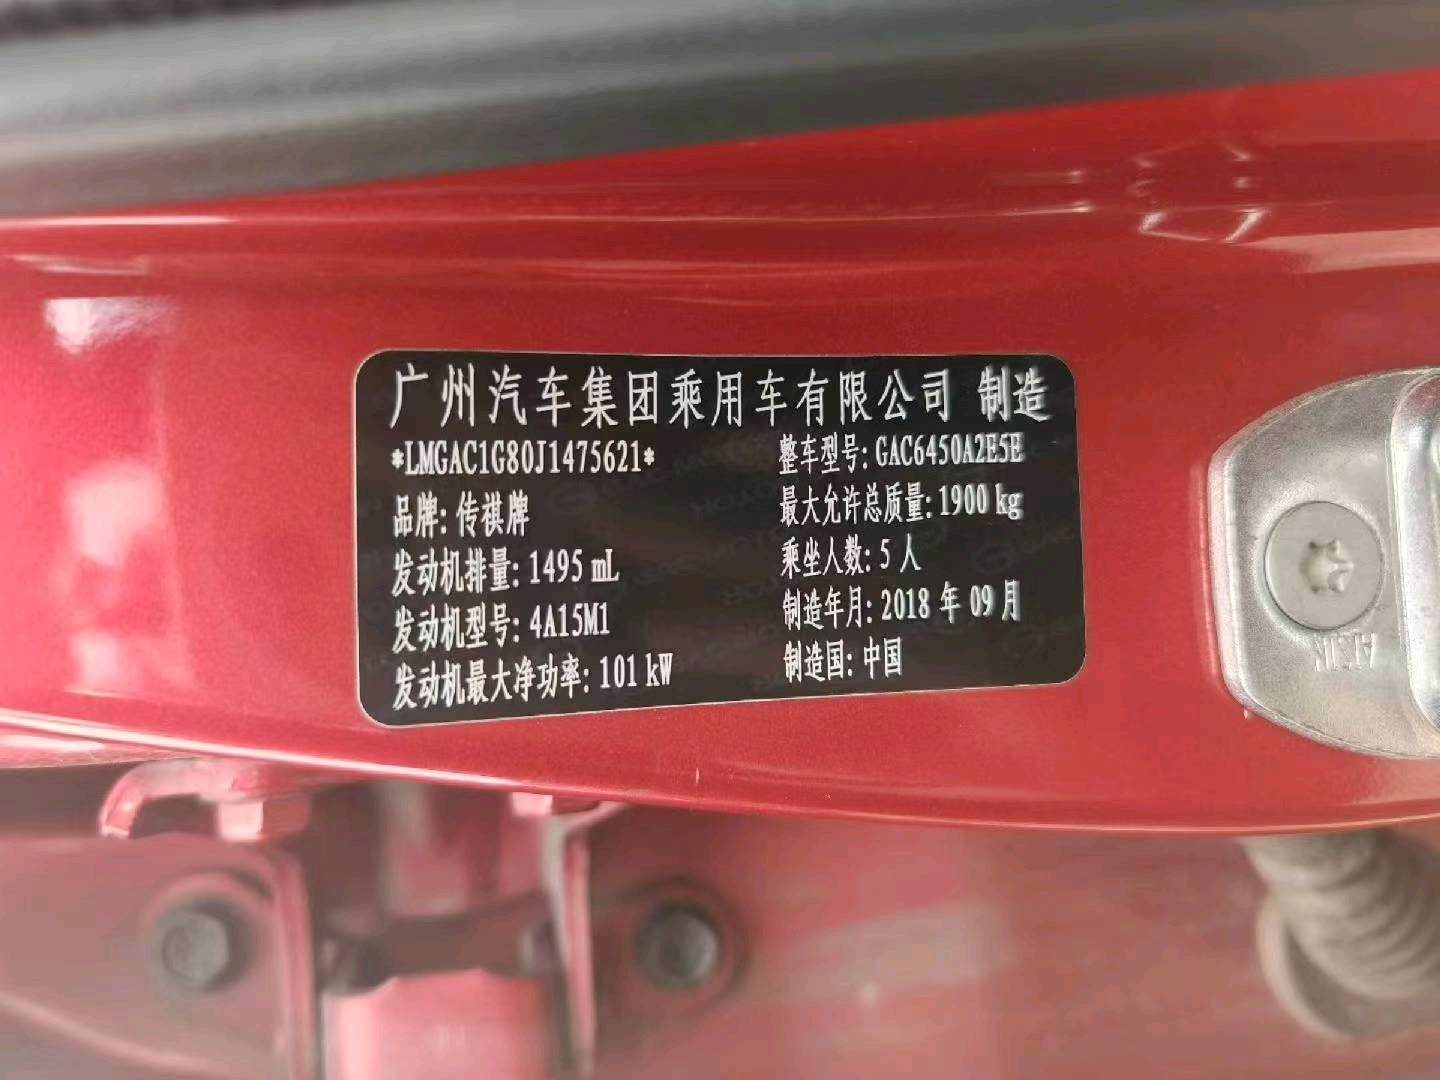 广州汽车集团乘用车有限公司 制造
*LMGAC1G80J1475621*
品牌: 传祺牌
发动机排量: 1495 mL
发动机型号: 4A15M1
发动机最大净功率: 101 kW
整车型号: GAC6450A2E5E
最大允许总质量: 1900 kg
乘坐人数: 5 人
制造年月: 2018 年 09 月
制造国: 中国
AISIN